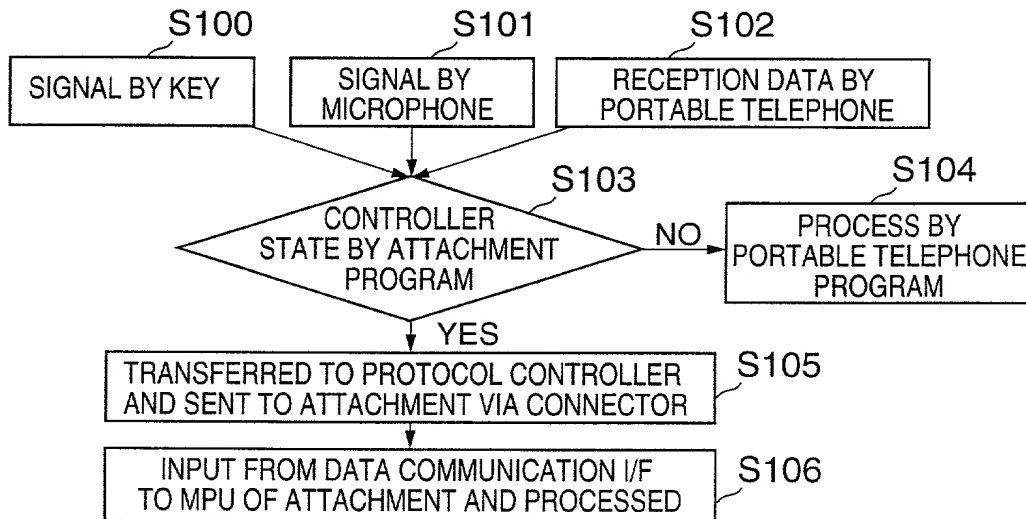 S100
SIGNAL BY KEY
S101
SIGNAL BY
MICROPHONE
S102
RECEPTION DATA BY
PORTABLE TELEPHONE
S103
CONTROLLER
STATE BY ATTACHMENT
PROGRAM
NO
S104
PROCESS BY
PORTABLE TELEPHONE
PROGRAM
YES
TRANSFERRED TO PROTOCOL CONTROLLER
AND SENT TO ATTACHMENT VIA CONNECTOR
S105
INPUT FROM DATA COMMUNICATION I/F
TO MPU OF ATTACHMENT AND PROCESSED
S106